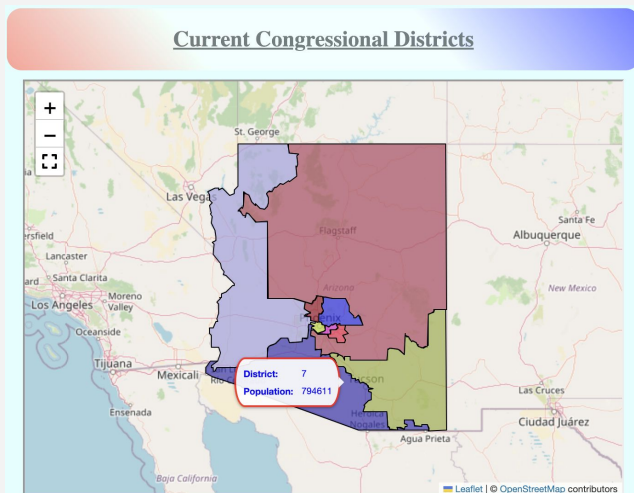 Current Congressional Districts
+
−
St. George
Las Vegas
Santa Fe
Flagstaff
Albuquerque
Lancaster
Santa Clarita
Arizona
New Mexico
Moreno
Valley
Los Angeles
Oceanside
Tijuana
Mexicali
District: 7
Population: 794611
Las Cruces
Ensenada
Ciudad Juárez
Heroica
Nogales
Agua Prieta
Baja California
Leaflet | © OpenStreetMap contributors